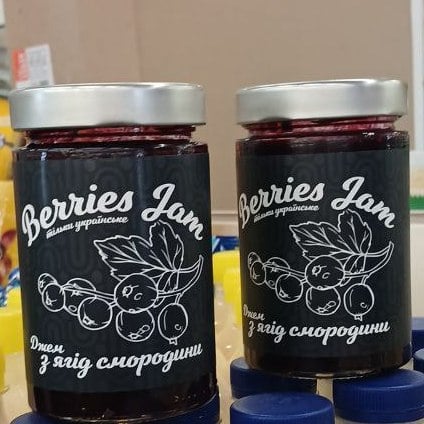 Berries Jam
тільки українське
Джем
з ягід смородини
Berries Jam
тільки українське
Джем
з ягід смородини